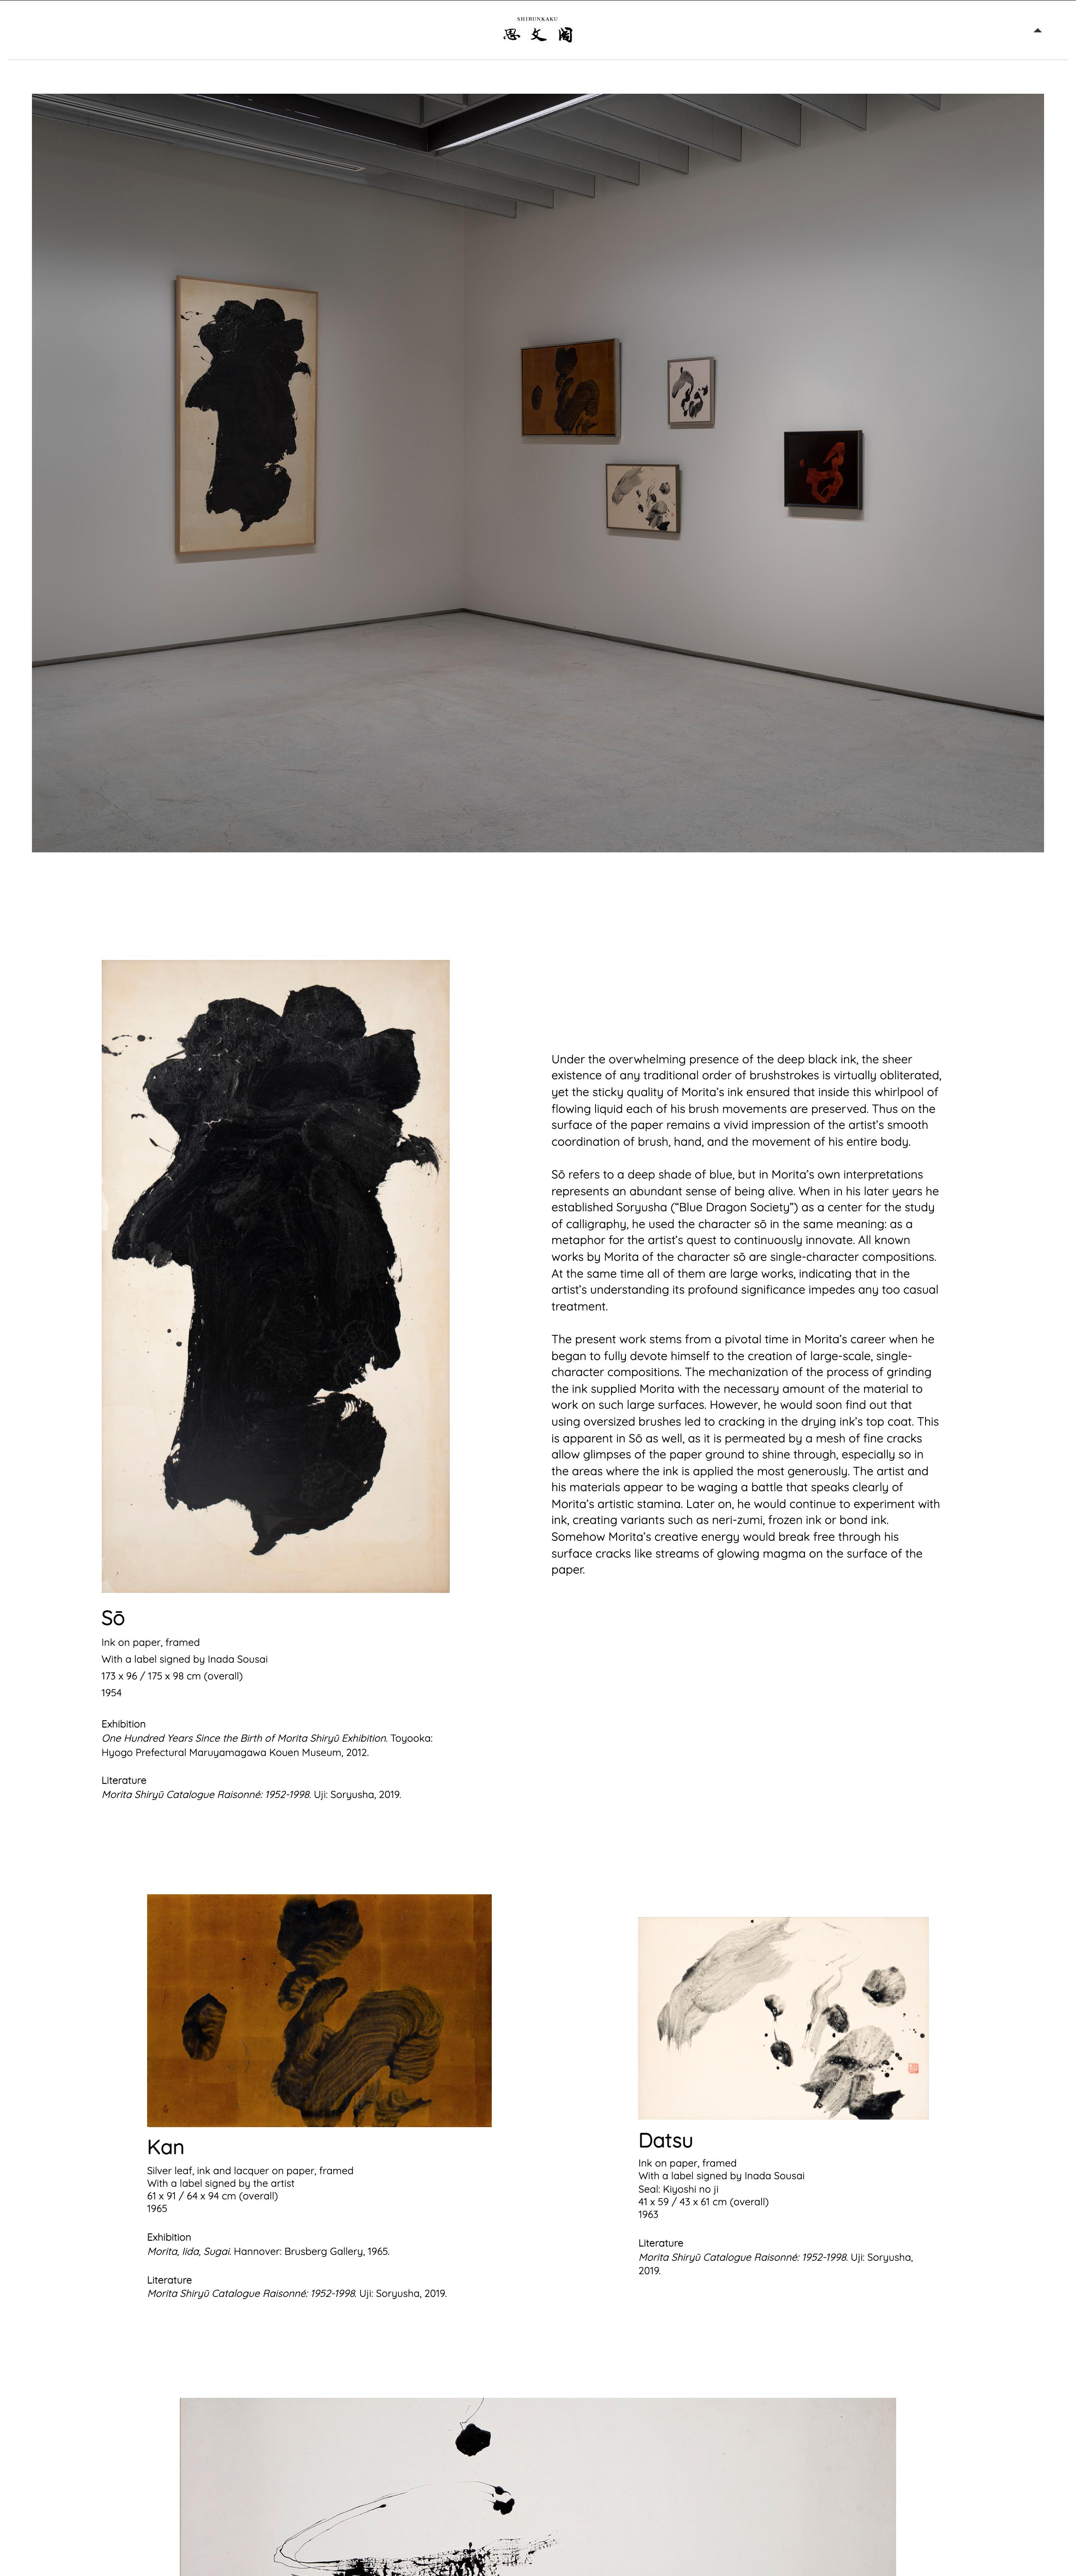 SHIBUNKAKU
思文閣
Under the overwhelming presence of the deep black ink, the sheer
existence of any traditional order of brushstrokes is virtually obliterated,
yet the sticky quality of Morita's ink ensured that inside this whirlpool of
flowing liquid each of his brush movements are preserved. Thus on the
surface of the paper remains a vivid impression of the artist's smooth
coordination of brush, hand, and the movement of his entire body.
Sō refers to a deep shade of blue, but in Morita's own interpretations
represents an abundant sense of being alive. When in his later years he
established Soryusha (“Blue Dragon Society”) as a center for the study
of calligraphy, he used the character sō in the same meaning: as a
metaphor for the artist's quest to continuously innovate. All known
works by Morita of the character sō are single-character compositions.
At the same time all of them are large works, indicating that in the
artist's understanding its profound significance impedes any too casual
treatment.
The present work stems from a pivotal time in Morita's career when he
began to fully devote himself to the creation of large-scale, single-
character compositions. The mechanization of the process of grinding
the ink supplied Morita with the necessary amount of the material to
work on such large surfaces. However, he would soon find out that
using oversized brushes led to cracking in the drying ink's top coat. This
is apparent in Sō as well, as it is permeated by a mesh of fine cracks
allow glimpses of the paper ground to shine through, especially so in
the areas where the ink is applied the most generously. The artist and
his materials appear to be waging a battle that speaks clearly of
Morita's artistic stamina. Later on, he would continue to experiment with
ink, creating variants such as neri-zumi, frozen ink or bond ink.
Somehow Morita's creative energy would break free through his
surface cracks like streams of glowing magma on the surface of the
paper.
Sō
Ink on paper, framed
With a label signed by Inada Sousai
173 x 96 / 175 x 98 cm (overall)
1954
Exhibition
One Hundred Years Since the Birth of Morita Shiryū Exhibition. Toyooka:
Hyogo Prefectural Maruyamagawa Kouen Museum, 2012.
Literature
Morita Shiryū Catalogue Raisonné: 1952-1998. Uji: Soryusha, 2019.
Kan
Silver leaf, ink and lacquer on paper, framed
With a label signed by the artist
61 x 91 / 64 x 94 cm (overall)
1965
Exhibition
Morita, Iida, Sugai. Hannover: Brusberg Gallery, 1965.
Literature
Morita Shiryū Catalogue Raisonné: 1952-1998. Uji: Soryusha, 2019.
Datsu
Ink on paper, framed
With a label signed by Inada Sousai
Seal: Kiyoshi no ji
41 x 59 / 43 x 61 cm (overall)
1963
Literature
Morita Shiryū Catalogue Raisonné: 1952-1998. Uji: Soryusha,
2019.